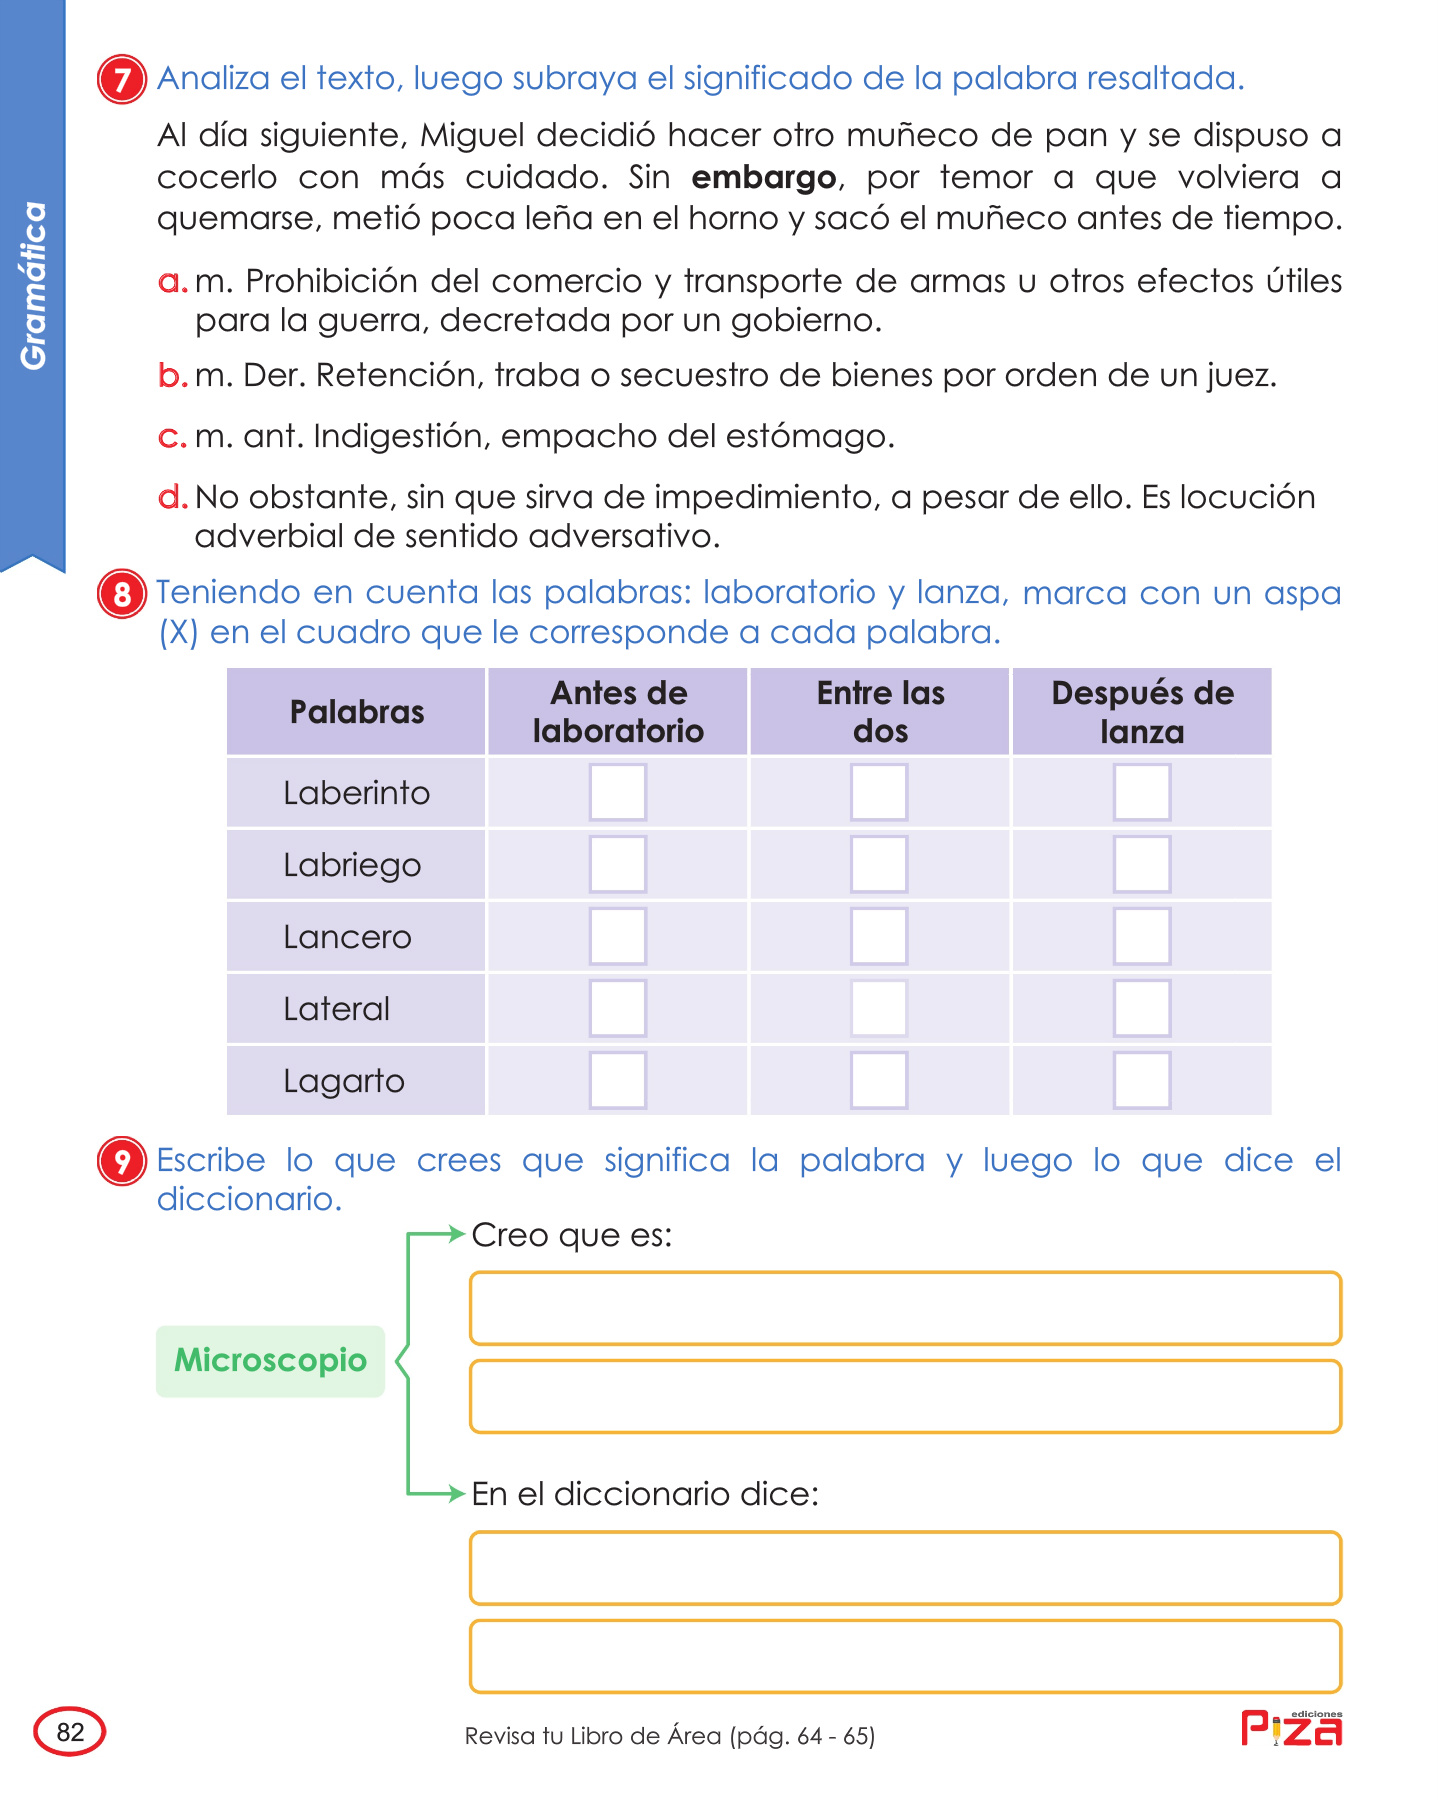 Gramática
7 Analiza el texto, luego subraya el significado de la palabra resaltada.
Al día siguiente, Miguel decidió hacer otro muñeco de pan y se dispuso a
cocerlo con más cuidado. Sin embargo, por temor a que volviera a
quemarse, metió poca leña en el horno y sacó el muñeco antes de tiempo.
a. m. Prohibición del comercio y transporte de armas u otros efectos útiles
para la guerra, decretada por un gobierno.
b. m. Der. Retención, traba o secuestro de bienes por orden de un juez.
c. m. ant. Indigestión, empacho del estómago.
d. No obstante, sin que sirva de impedimiento, a pesar de ello. Es locución
adverbial de sentido adversativo.
8 Teniendo en cuenta las palabras: laboratorio y lanza, marca con un aspa
(X) en el cuadro que le corresponde a cada palabra.
Palabras
Antes de
laboratorio
Entre las
dos
Después de
lanza
Laberinto
Labriego
Lancero
Lateral
Lagarto
9 Escribe lo que crees que significa la palabra y luego lo que dice el
diccionario.
Creo que es:
Microscopio
En el diccionario dice:
82
Revisa tu Libro de Área (pág. 64 - 65)
ediciones
Piza